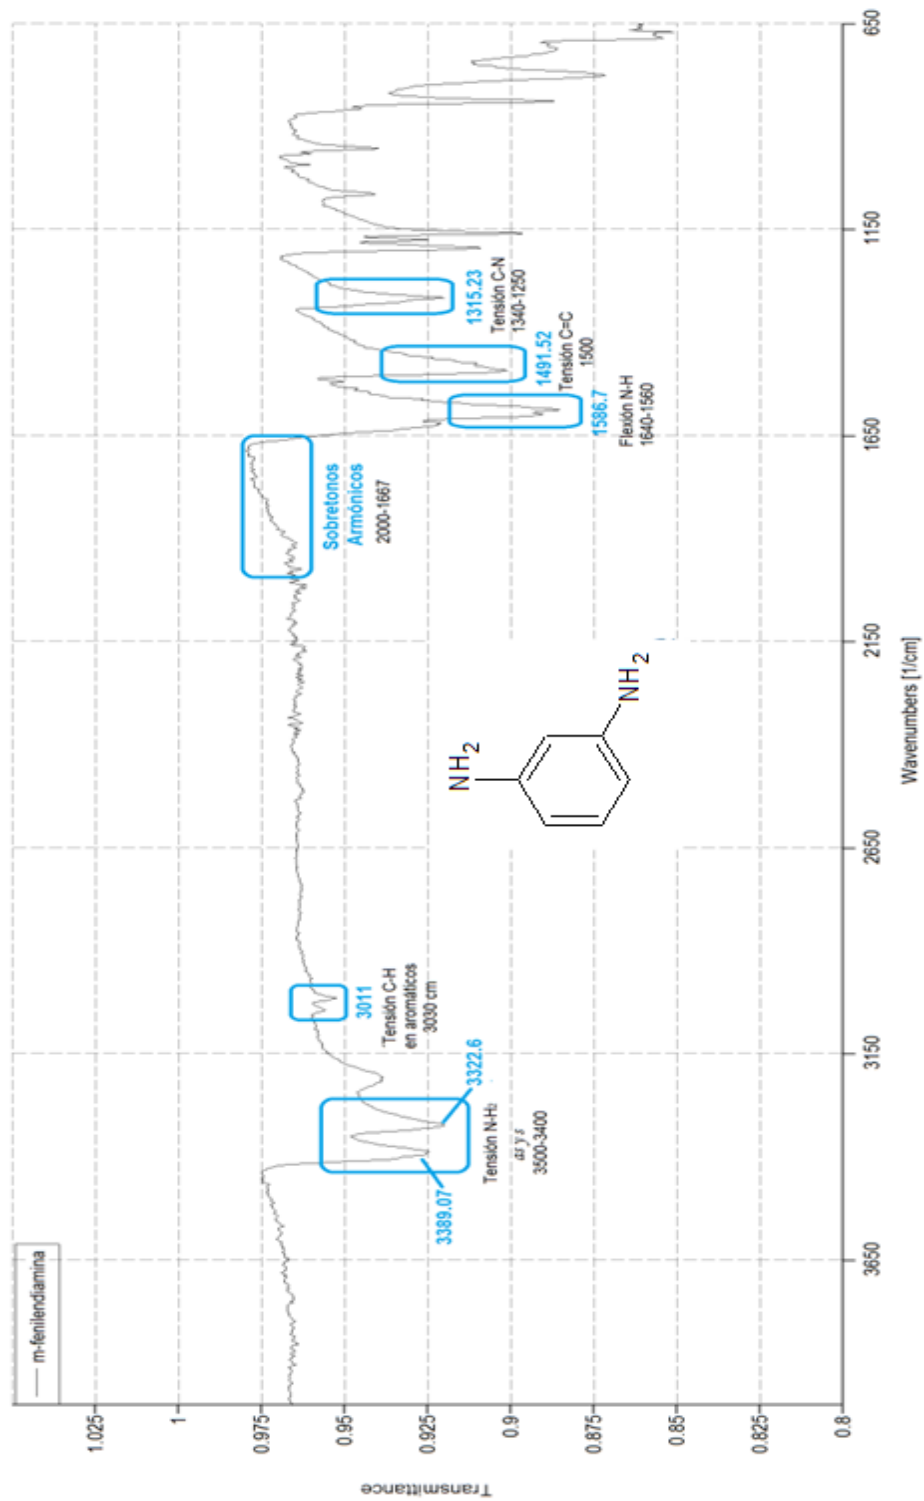 m-fenilendiamina
Transmittance
1.025
1
0.975
0.95
0.925
0.9
0.875
0.85
0.825
0.8
3650
3150
2650
2150
1650
1150
650
Wavenumbers [1/cm]
3389.07
3322.6
Tensión N-H₂
as y s
3500-3400
3011
Tensión C-H
en aromáticos
3030 cm
Sobretonos
Armónicos
2000-1667
1586.7
Flexión N-H
1640-1560
1491.52
Tensión C=C
1500
1315.23
Tensión C-N
1340-1250
NH₂
NH₂